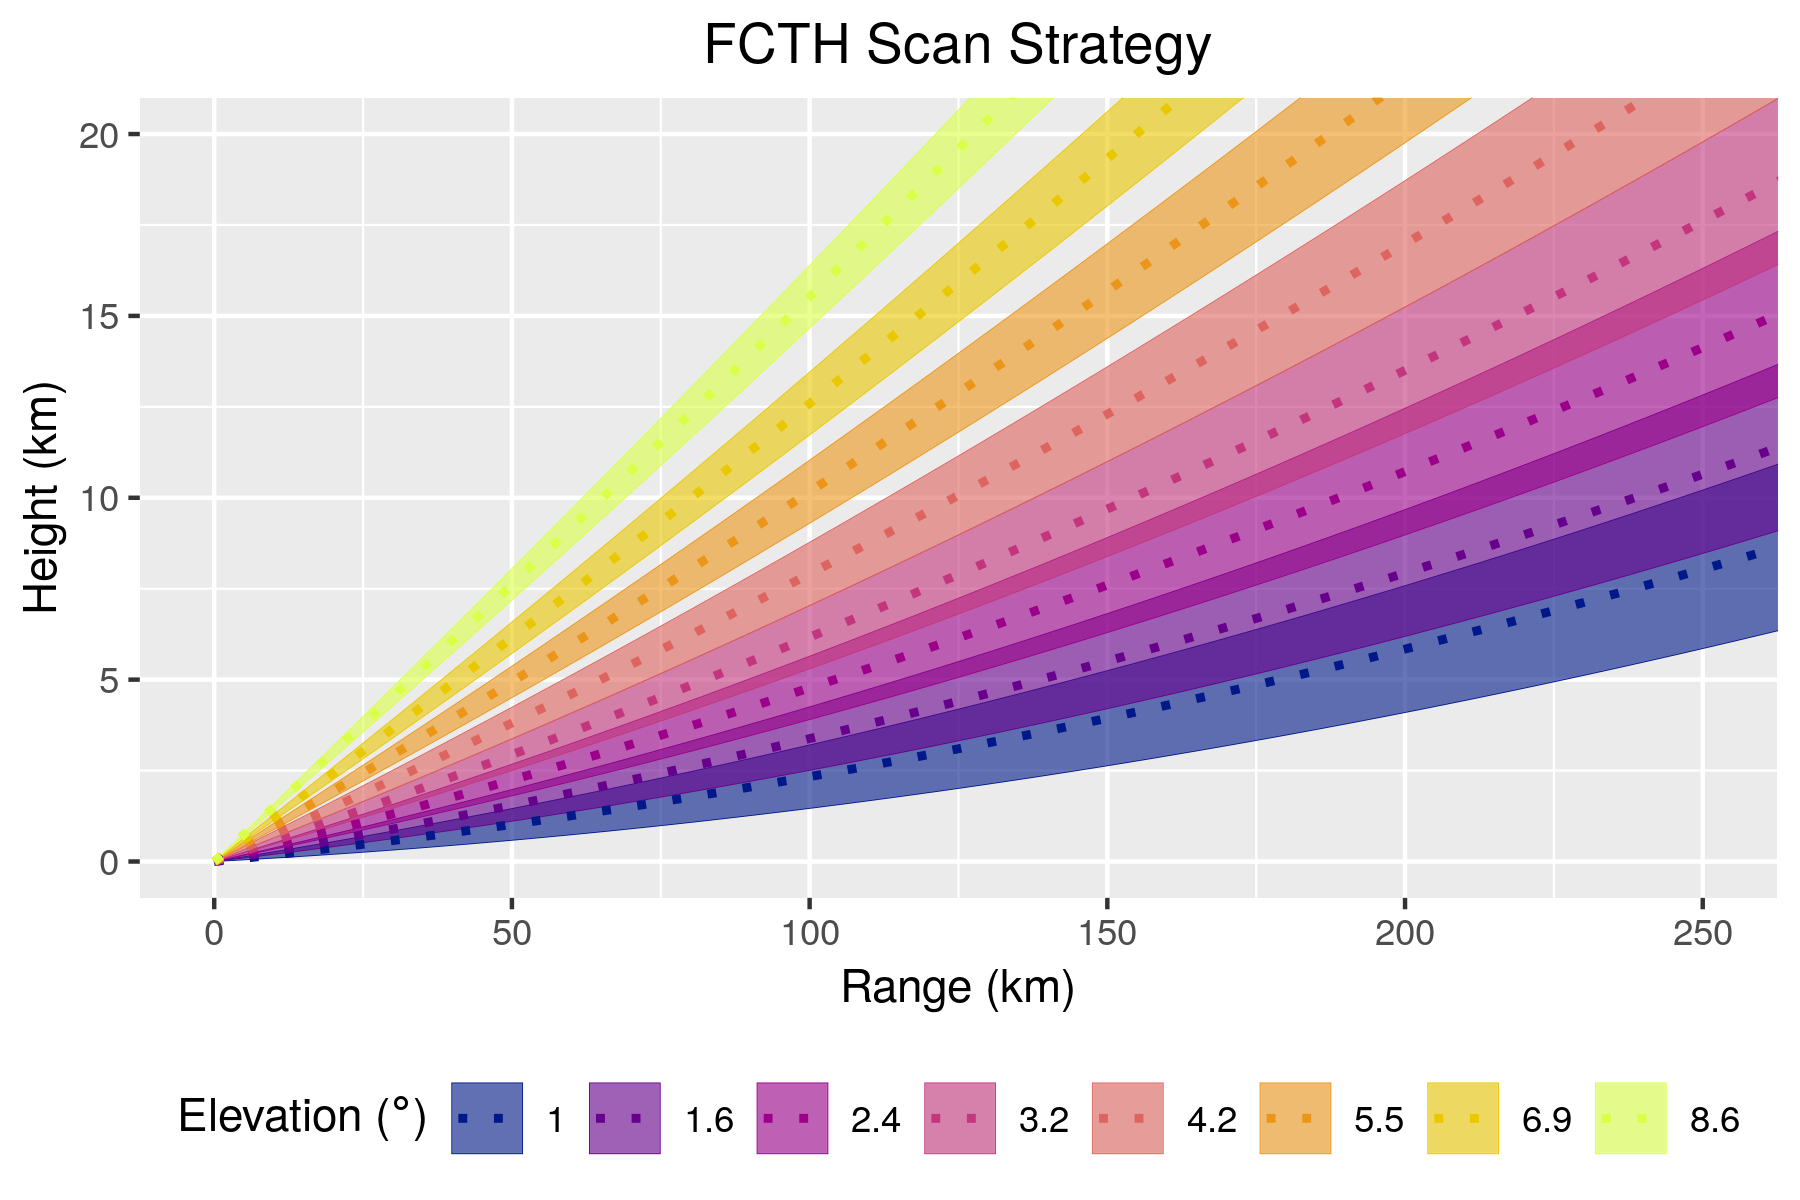 FCTH Scan Strategy
20
15
10
5
0
Height (km)
0 50 100 150 200 250
Range (km)
Elevation (°) 1 1.6 2.4 3.2 4.2 5.5 6.9 8.6